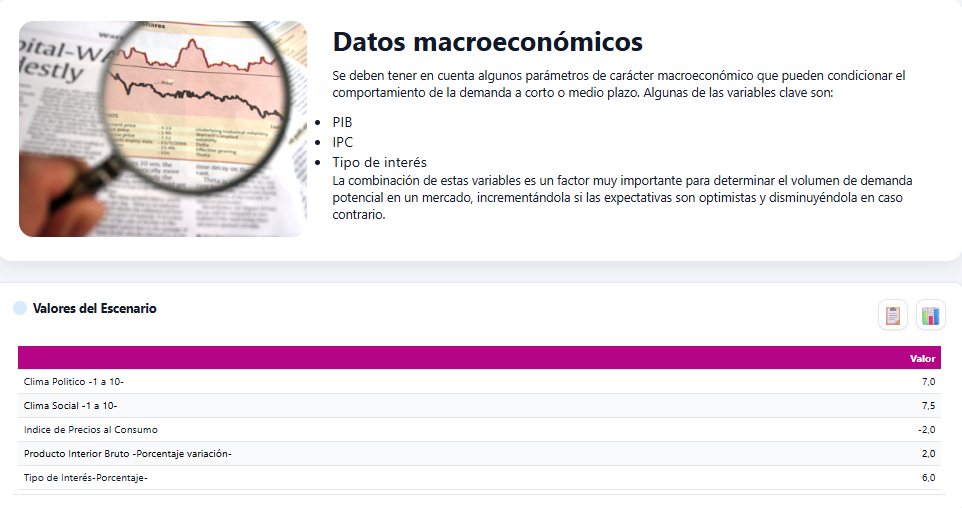 Datos macroeconómicos
Se deben tener en cuenta algunos parámetros de carácter macroeconómico que pueden condicionar el
comportamiento de la demanda a corto o medio plazo. Algunas de las variables clave son:
PIB
IPC
Tipo de interés
La combinación de estas variables es un factor muy importante para determinar el volumen de demanda
potencial en un mercado, incrementándola si las expectativas son optimistas y disminuyéndola en caso
contrario.
Valores del Escenario
Valor
Clima Politico -1 a 10- 7,0
Clima Social -1 a 10- 7,5
Indice de Precios al Consumo -2,0
Producto Interior Bruto -Porcentaje variación- 2,0
Tipo de Interés-Porcentaje- 6,0